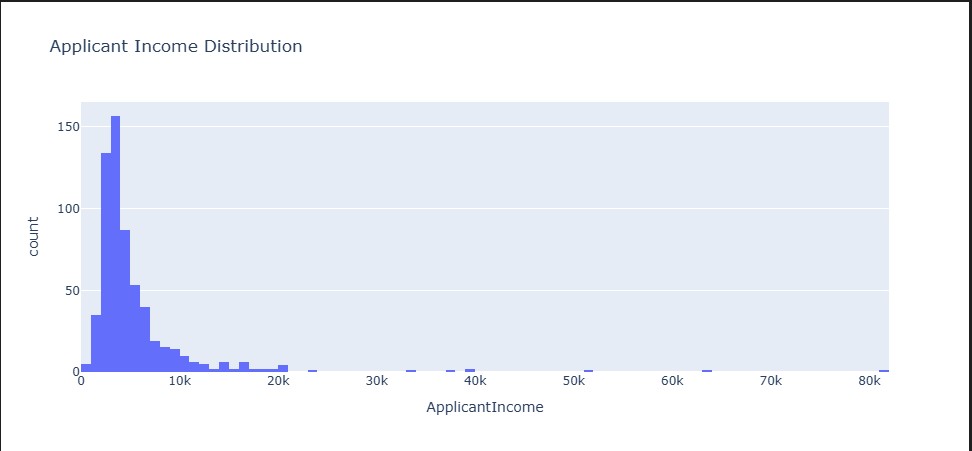 Applicant Income Distribution
150
100
50
0
count
0 10k 20k 30k 40k 50k 60k 70k 80k
ApplicantIncome